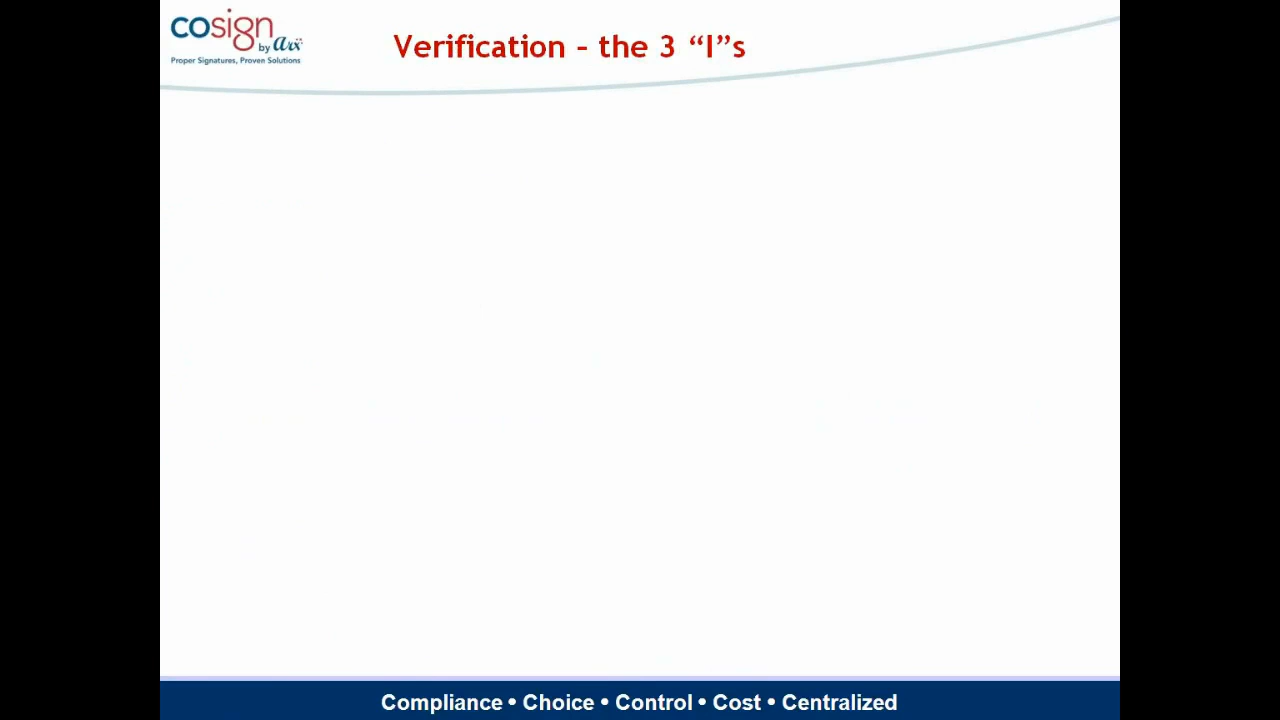 cosign
by arx
Proper Signatures, Proven Solutions
Verification – the 3 “I”s
Compliance • Choice • Control • Cost • Centralized